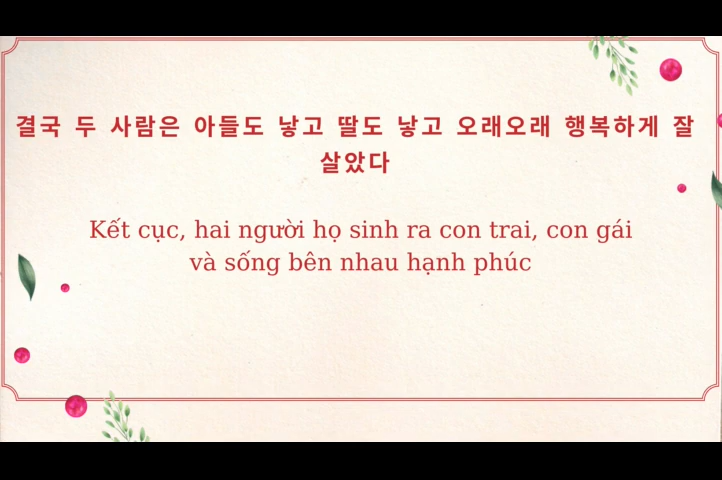 결국 두 사람은 아들도 낳고 딸도 낳고 오래오래 행복하게 잘
살았다
Kết cục, hai người họ sinh ra con trai, con gái
và sống bên nhau hạnh phúc